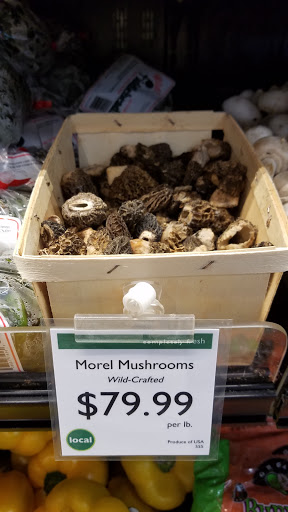 completely fresh
Morel Mushrooms
Wild-Crafted
$79.99
per lb.
local
Produce of USA